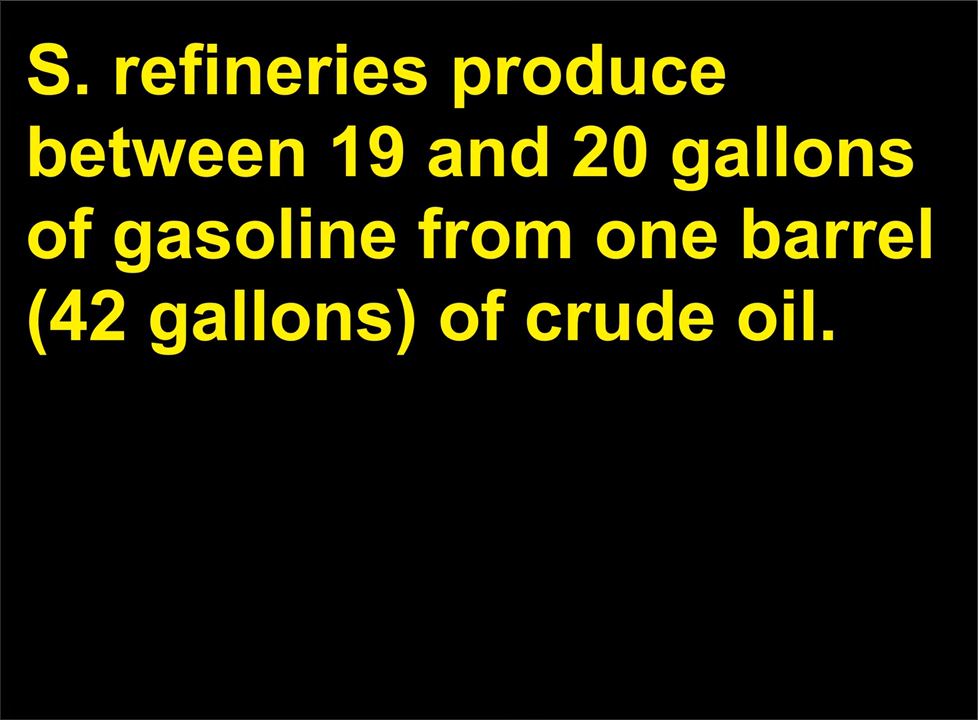 S. refineries produce
between 19 and 20 gallons
of gasoline from one barrel
(42 gallons) of crude oil.